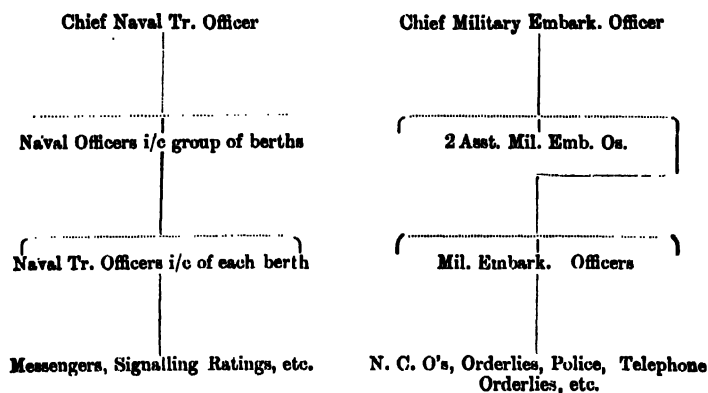 Chief Naval Tr. Officer
Naval Officers i/c group of berths
Naval Tr. Officers i/c of each berth
Messengers, Signalling Ratings, etc.
Chief Military Embark. Officer
2 Asst. Mil. Emb. Os.
Mil. Embark. Officers
N. C. O's, Orderlies, Police, Telephone
Orderlies, etc.